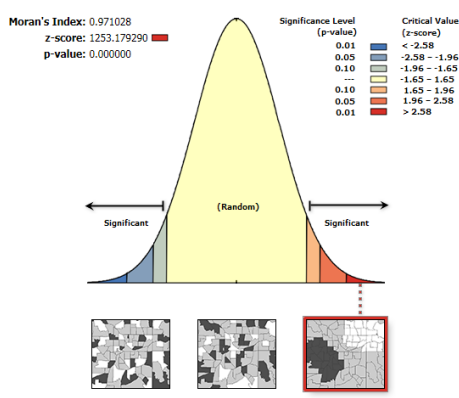 Moran's Index: 0.971028
z-score: 1253.179290
p-value: 0.000000
Significance Level
(p-value)
Critical Value
(z-score)
0.01 < -2.58
0.05 -2.58 – -1.96
0.10 -1.96 – -1.65
--- -1.65 – 1.65
0.10 1.65 – 1.96
0.05 1.96 – 2.58
0.01 > 2.58
Significant
(Random)
Significant